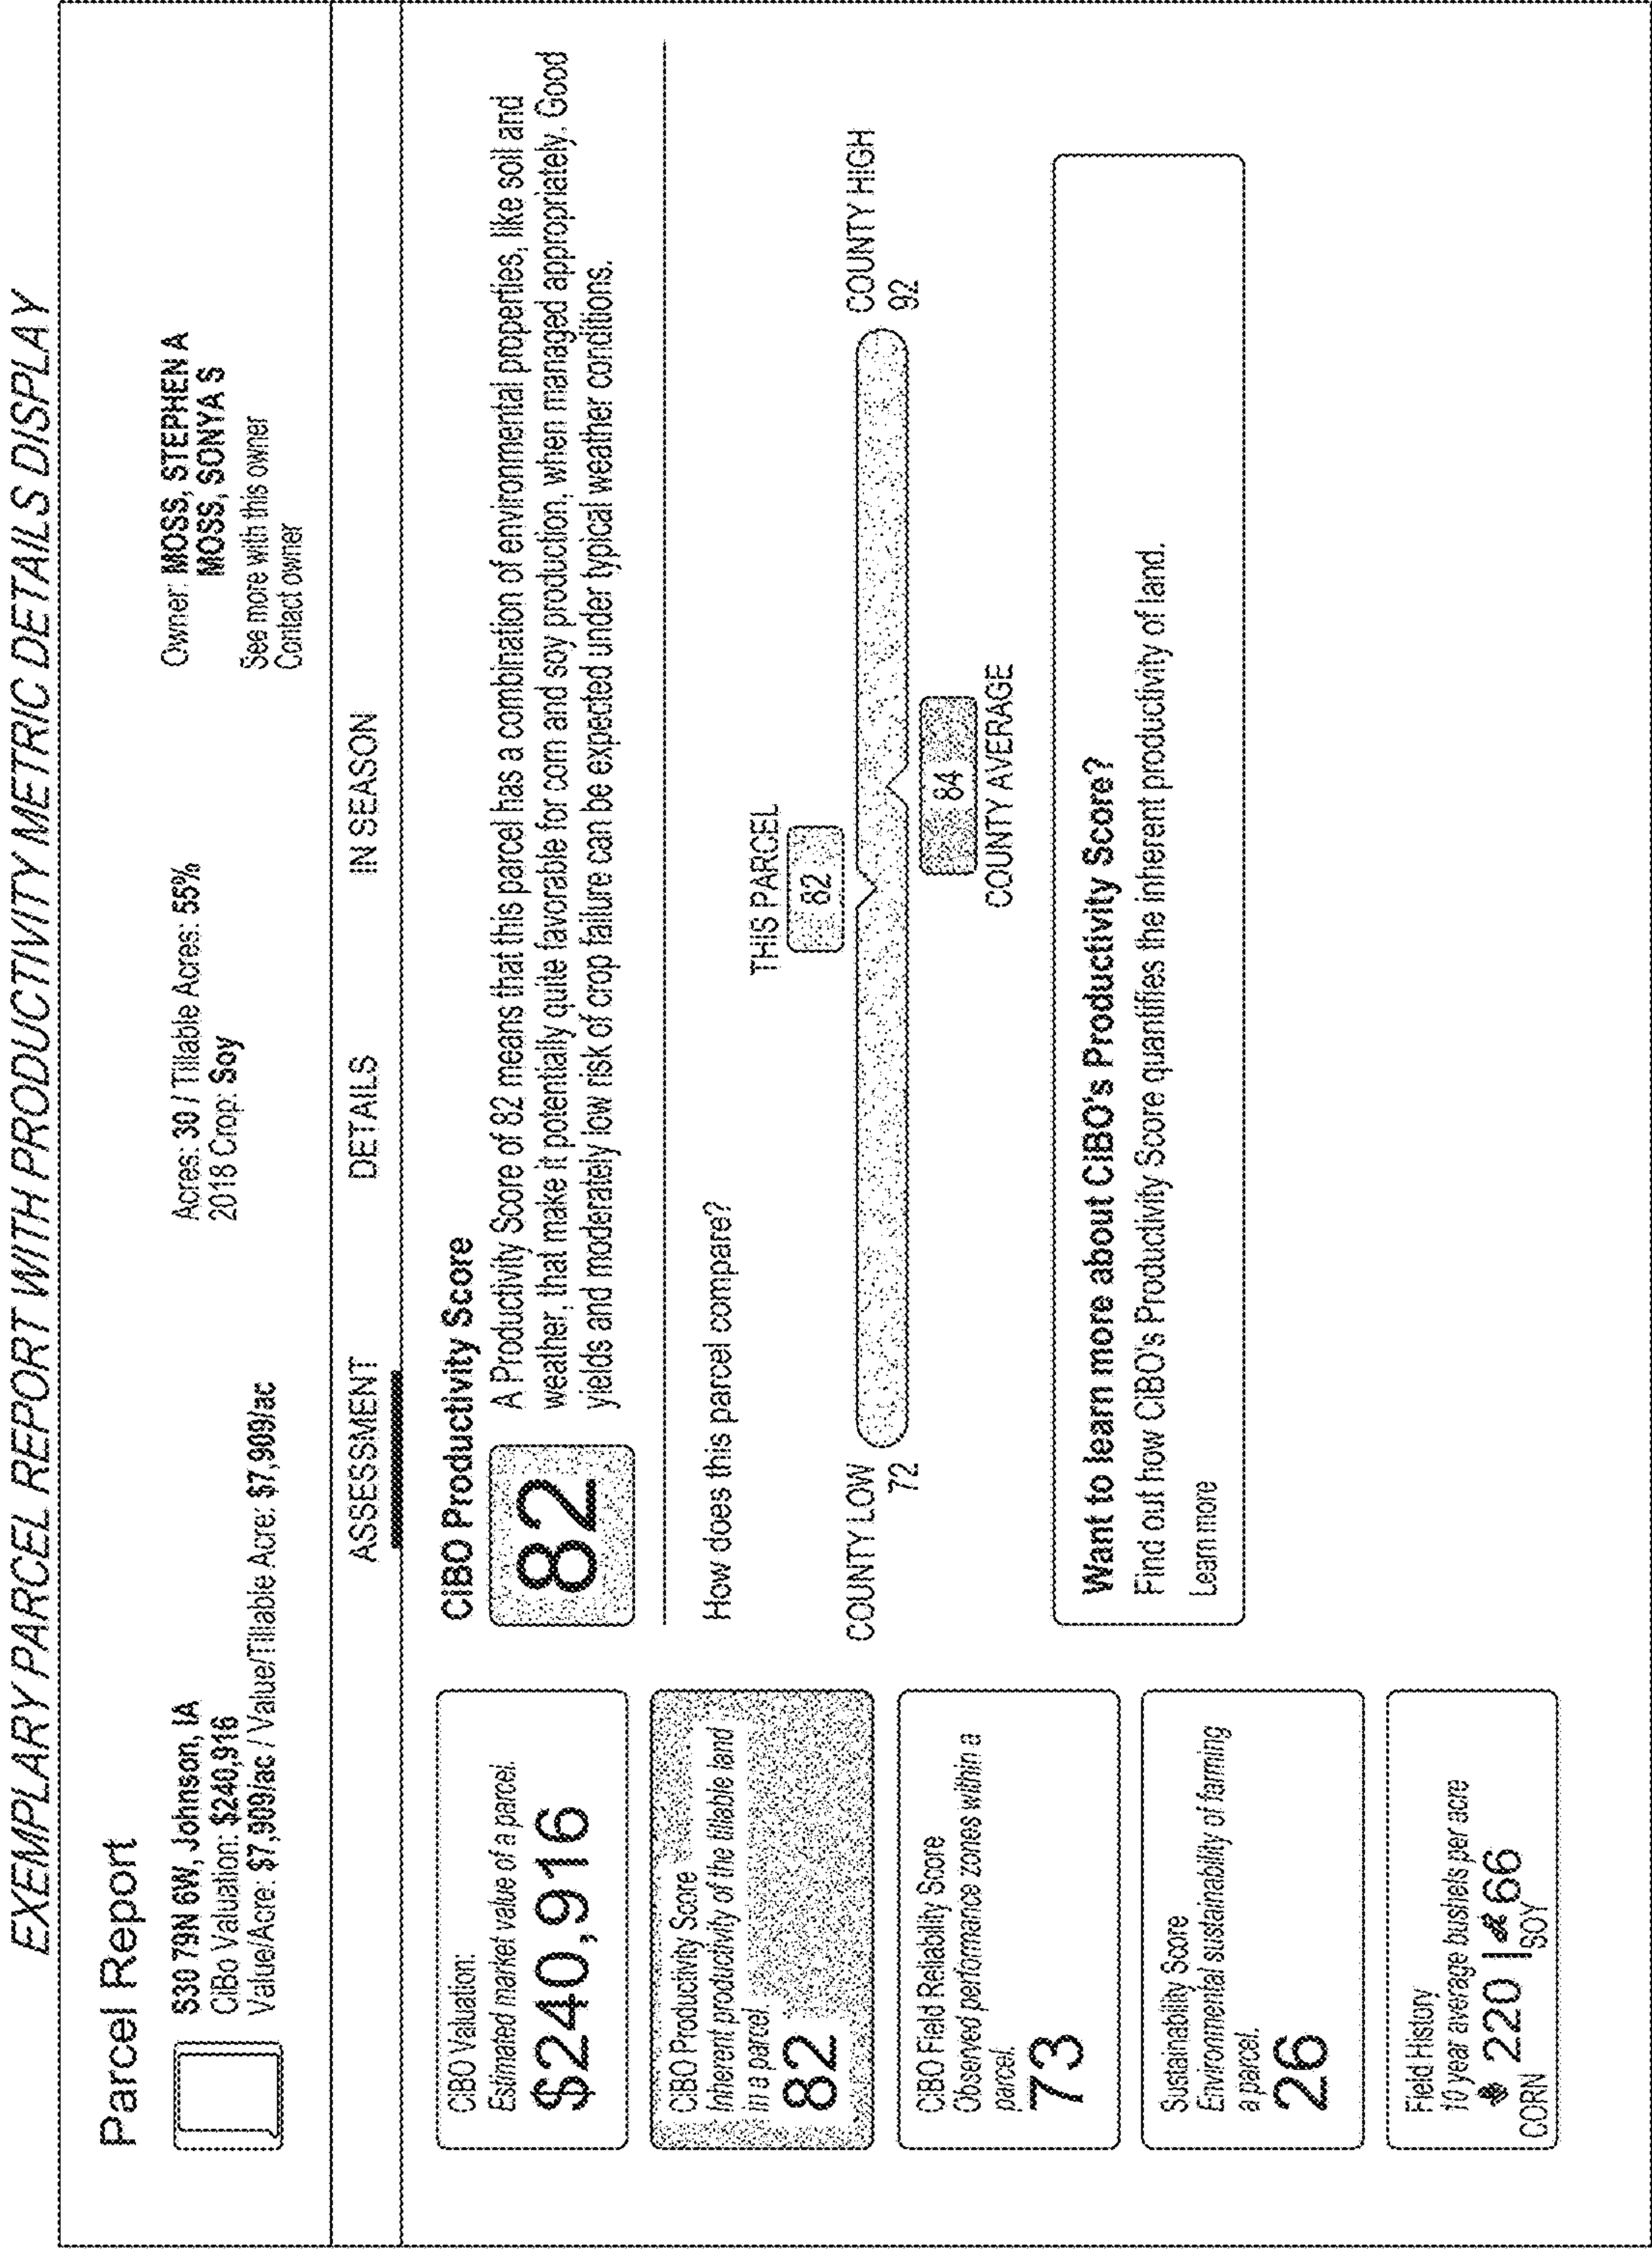 EXEMPLARY PARCEL REPORT WITH PRODUCTIVITY METRIC DETAILS DISPLAY
Parcel Report
S30 79N 6W, Johnson, IA
CiBo Valuation: $240,916
Value/Acre: $7,909/ac / Value/Tillable Acre: $7,909/ac
Acres: 30 / Tillable Acres: 55%
2018 Crop: Soy
Owner: MOSS, STEPHEN A
MOSS, SONYA S
See more with this owner
Contact owner
ASSESSMENT
DETAILS
IN SEASON
CiBO Valuation:
Estimated market value of a parcel.
$240,916
CiBO Productivity Score
Inherent productivity of the tillable land
in a parcel.
82
CiBO Field Reliability Score
Observed performance zones within a
parcel.
73
Sustainability Score
Environmental sustainability of farming
a parcel.
26
Field History
10 year average bushels per acre
220 | 66
CORN SOY
CiBO Productivity Score
82
A Productivity Score of 82 means that this parcel has a combination of environmental properties, like soil and
weather, that make it potentially quite favorable for corn and soy production, when managed appropriately. Good
yields and moderately low risk of crop failure can be expected under typical weather conditions.
How does this parcel compare?
THIS PARCEL
82
COUNTY LOW
72
COUNTY HIGH
92
84
COUNTY AVERAGE
Want to learn more about CiBO's Productivity Score?
Find out how CiBO's Productivity Score quantifies the inherent productivity of land.
Learn more